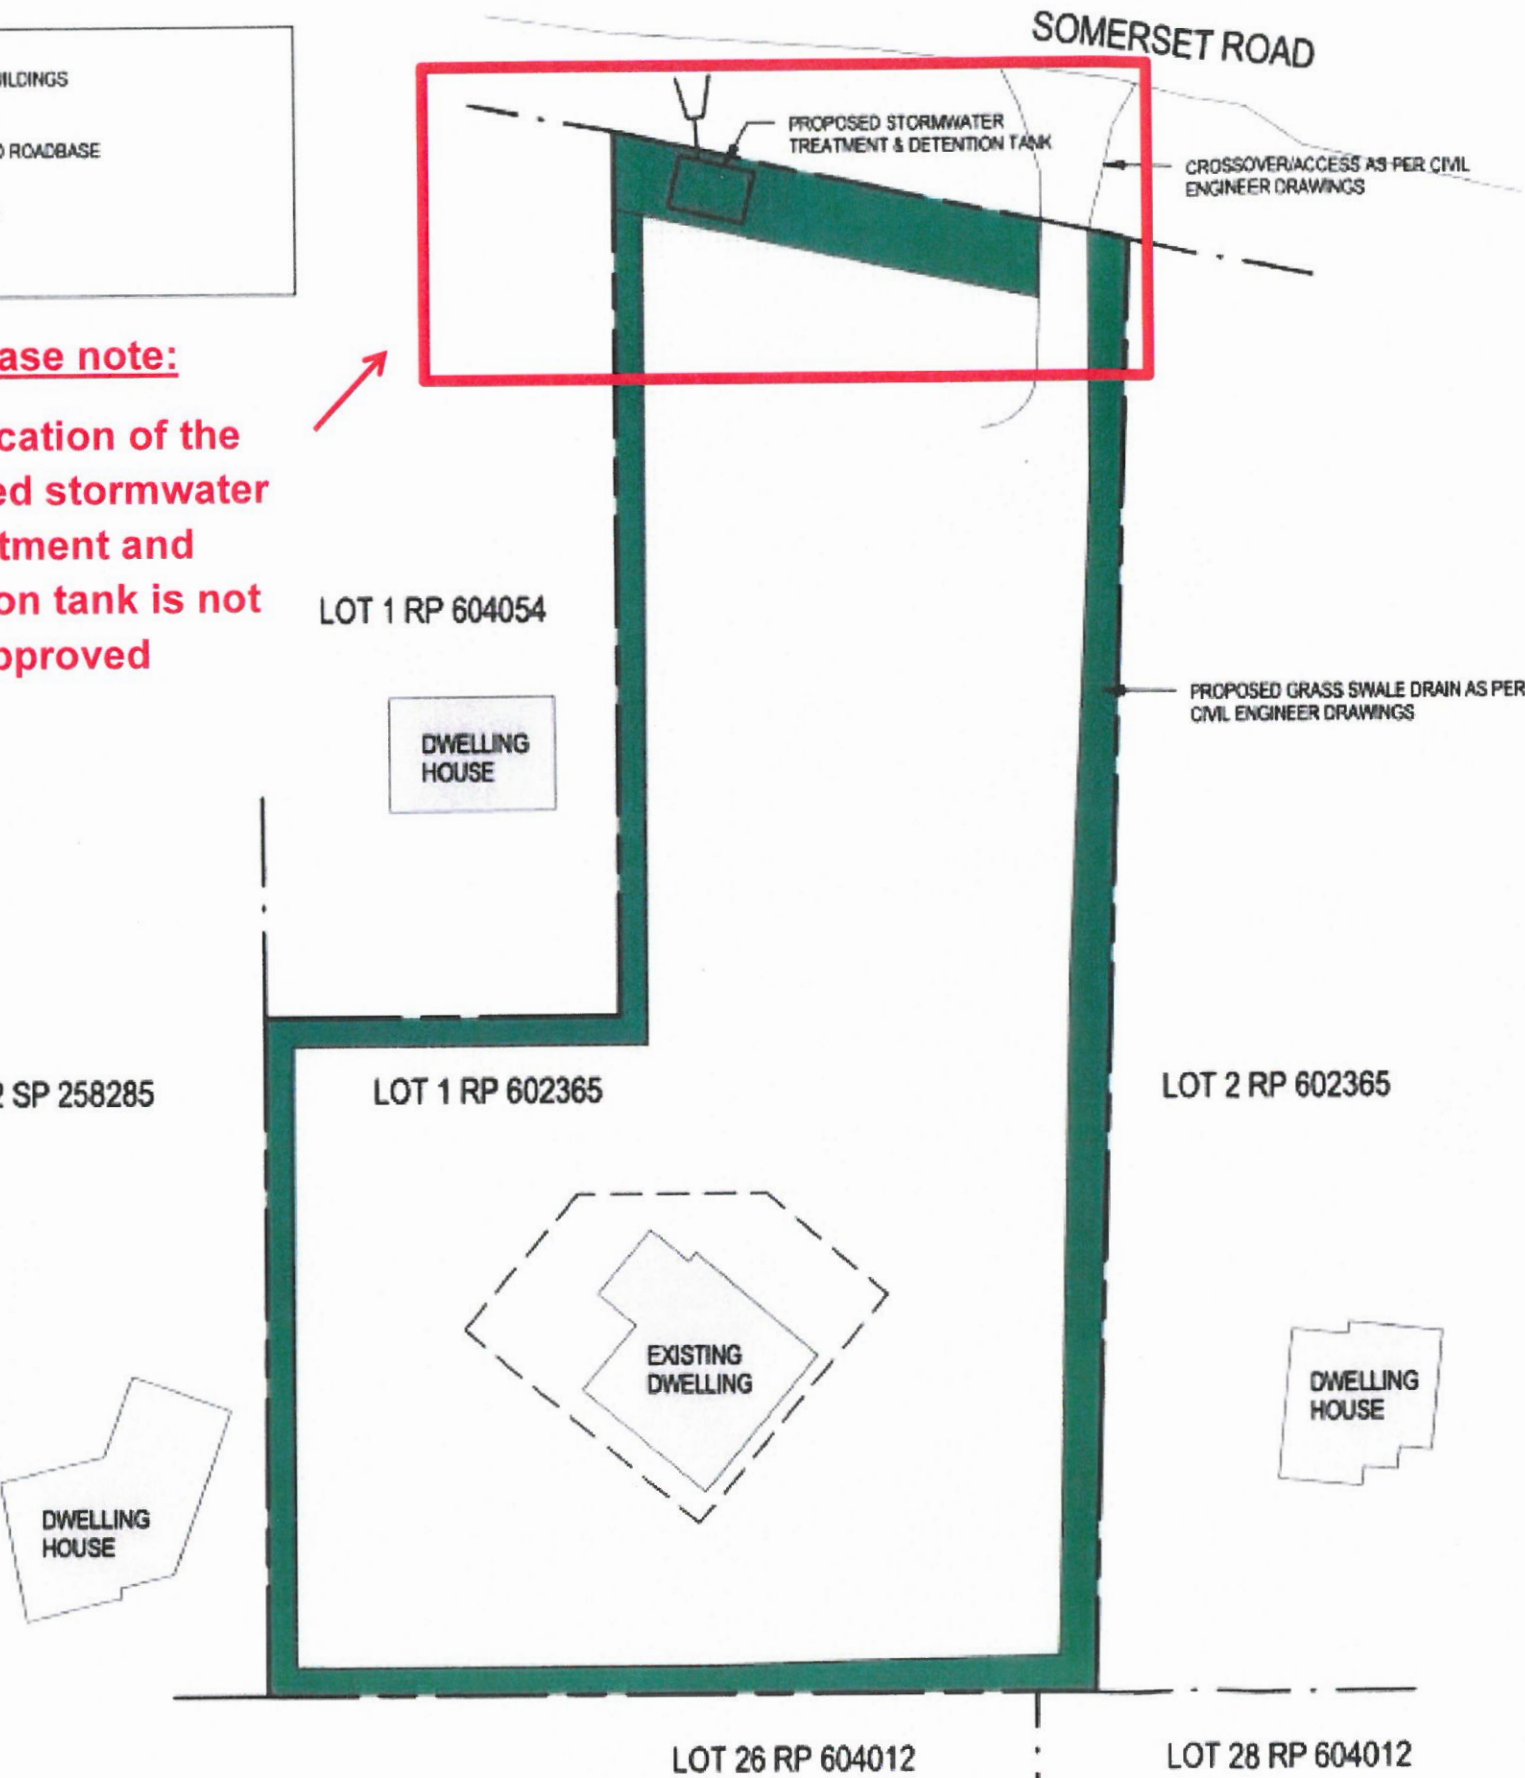 SOMERSET ROAD
ILDINGS
ROADBASE
PROPOSED STORMWATER
TREATMENT & DETENTION TANK
CROSSOVER/ACCESS AS PER CIVIL
ENGINEER DRAWINGS
ase note:
cation of the
ed stormwater
tment and
on tank is not
pproved
LOT 1 RP 604054
DWELLING
HOUSE
PROPOSED GRASS SWALE DRAIN AS PER
CIVIL ENGINEER DRAWINGS
2 SP 258285
LOT 1 RP 602365
LOT 2 RP 602365
EXISTING
DWELLING
DWELLING
HOUSE
DWELLING
HOUSE
LOT 26 RP 604012
LOT 28 RP 604012